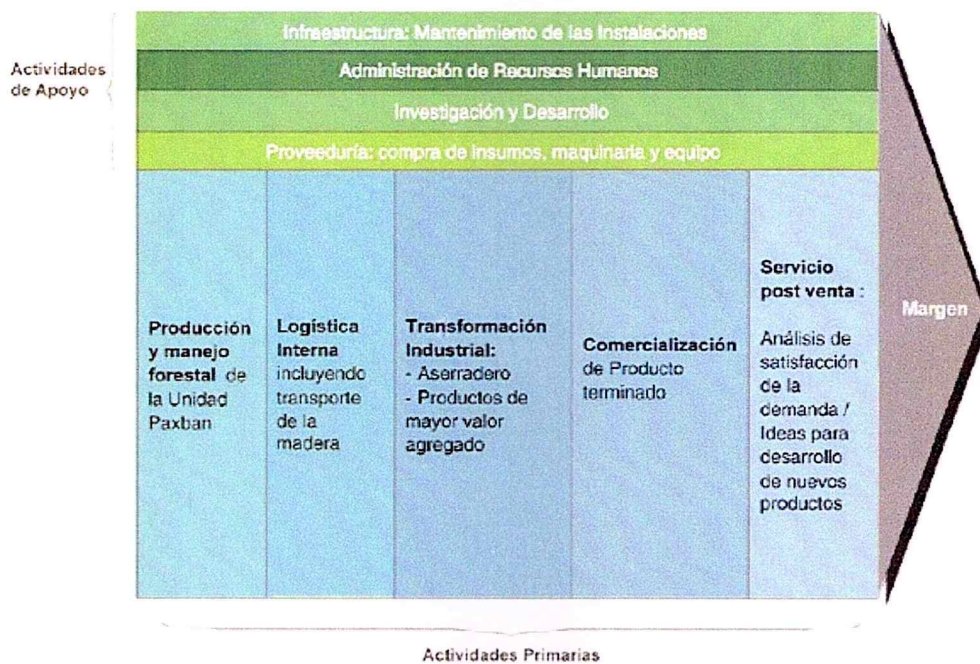 Infraestructura: Mantenimiento de las Instalaciones
Actividades
de Apoyo
Administración de Recursos Humanos
Investigación y Desarrollo
Proveeduría: compra de insumos, maquinaria y equipo
Producción
y manejo
forestal de
la Unidad
Paxban
Logística
Interna
incluyendo
transporte
de la
madera
Transformación
Industrial:
- Aserradero
- Productos de
mayor valor
agregado
Comercialización
de Producto
terminado
Servicio
post venta :
Análisis de
satisfacción
de la
demanda /
Ideas para
desarrollo
de nuevos
productos
Margen
Actividades Primarias